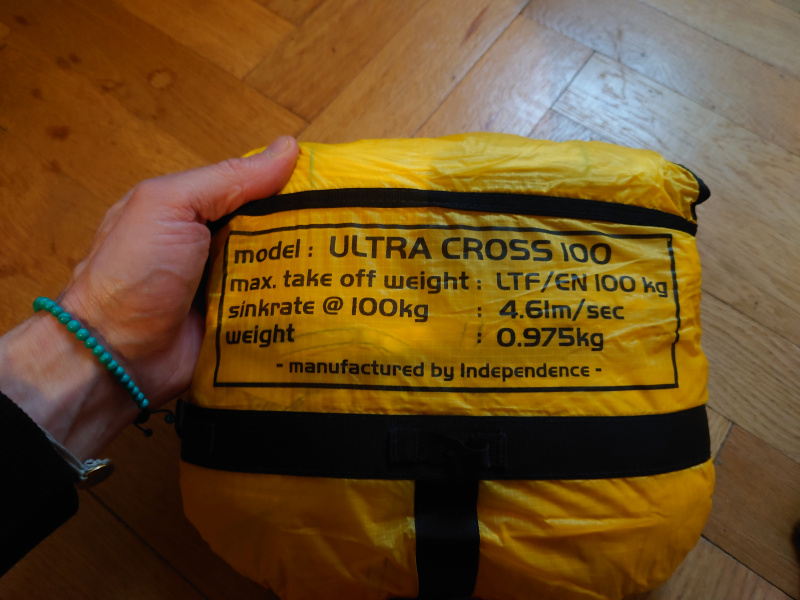 model : ULTRA CROSS 100
max. take off weight : LTF/EN 100 kg
sinkrate @ 100kg : 4.61m/sec
weight : 0.975kg
- manufactured by Independence -